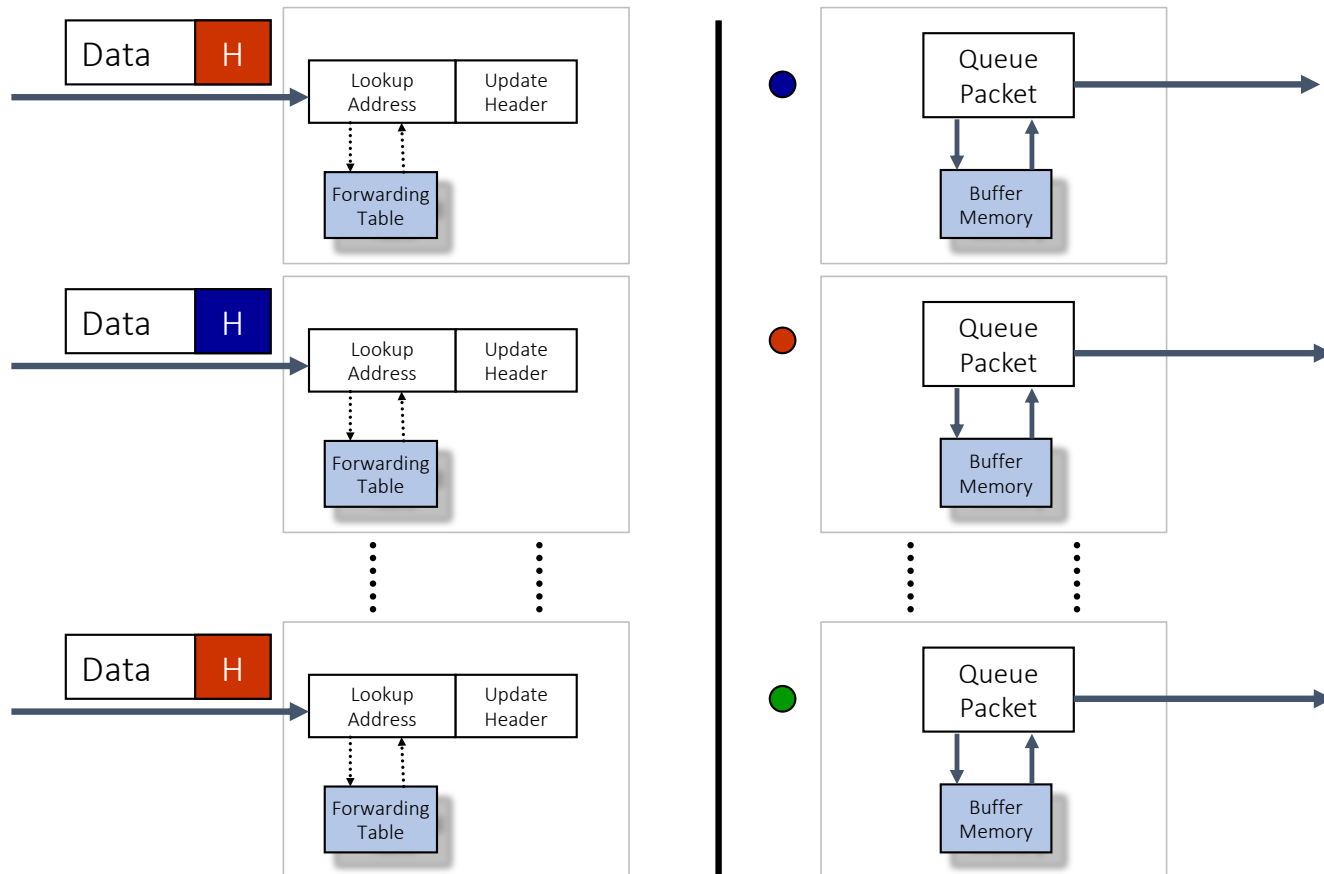 Data H
Lookup
Address
Update
Header
Forwarding
Table
Queue
Packet
Buffer
Memory
Data H
Lookup
Address
Update
Header
Forwarding
Table
Queue
Packet
Buffer
Memory
Data H
Lookup
Address
Update
Header
Forwarding
Table
Queue
Packet
Buffer
Memory